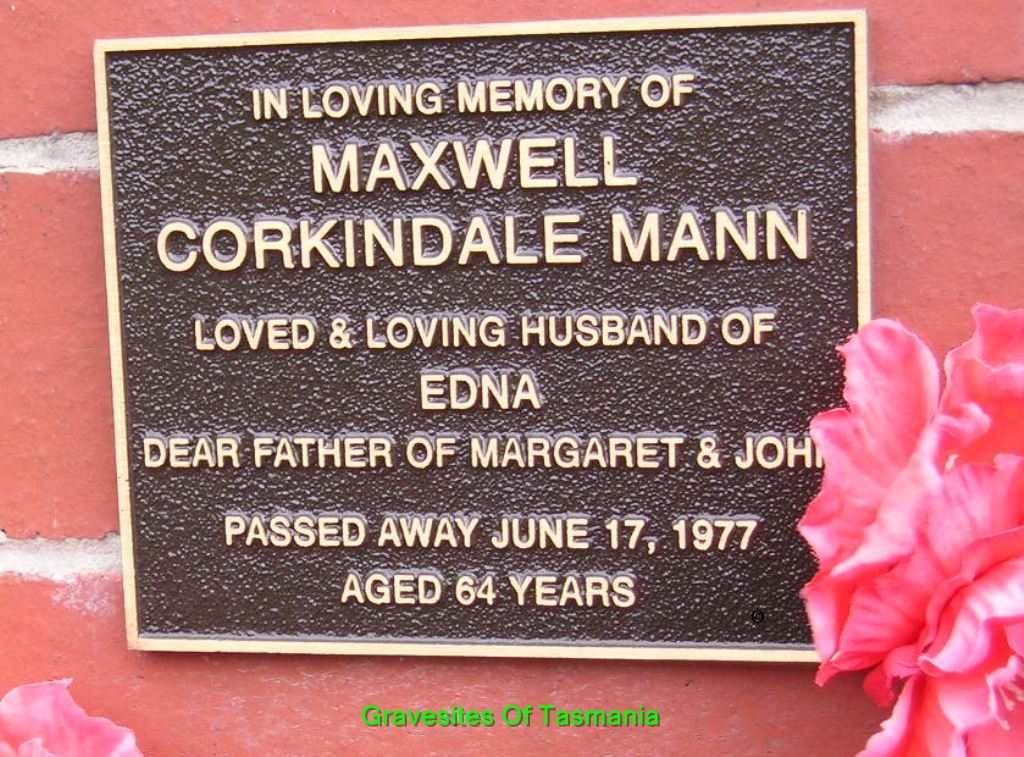 IN LOVING MEMORY OF
MAXWELL
CORKINDALE MANN
LOVED & LOVING HUSBAND OF
EDNA
DEAR FATHER OF MARGARET &
PASSED AWAY JUNE 17, 1977
AGED 64 YEARS
Gravesites Of Tasmania